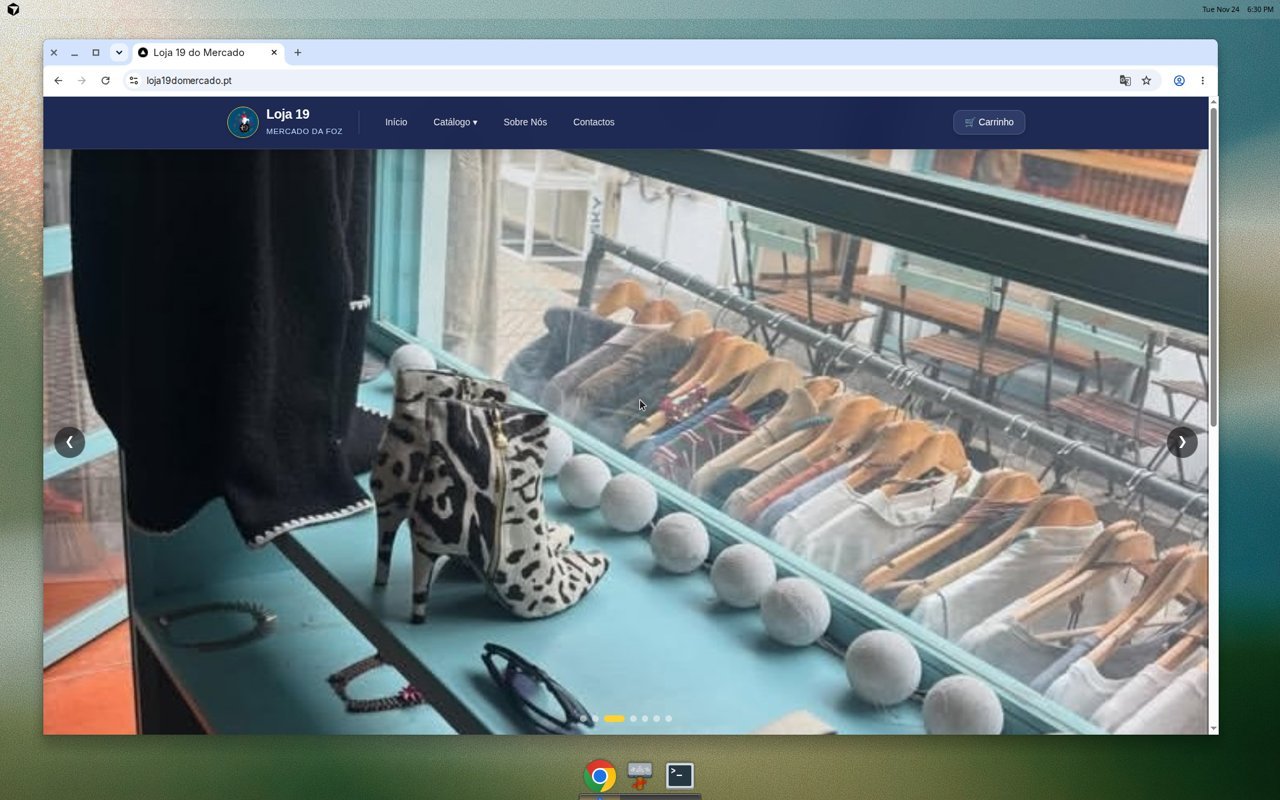 Tue Nov 24 6:30 PM
Loja 19 do Mercado
loja19domercado.pt
Loja 19
MERCADO DA FOZ
Início
Catálogo ▾
Sobre Nós
Contactos
🛒 Carrinho
SKY